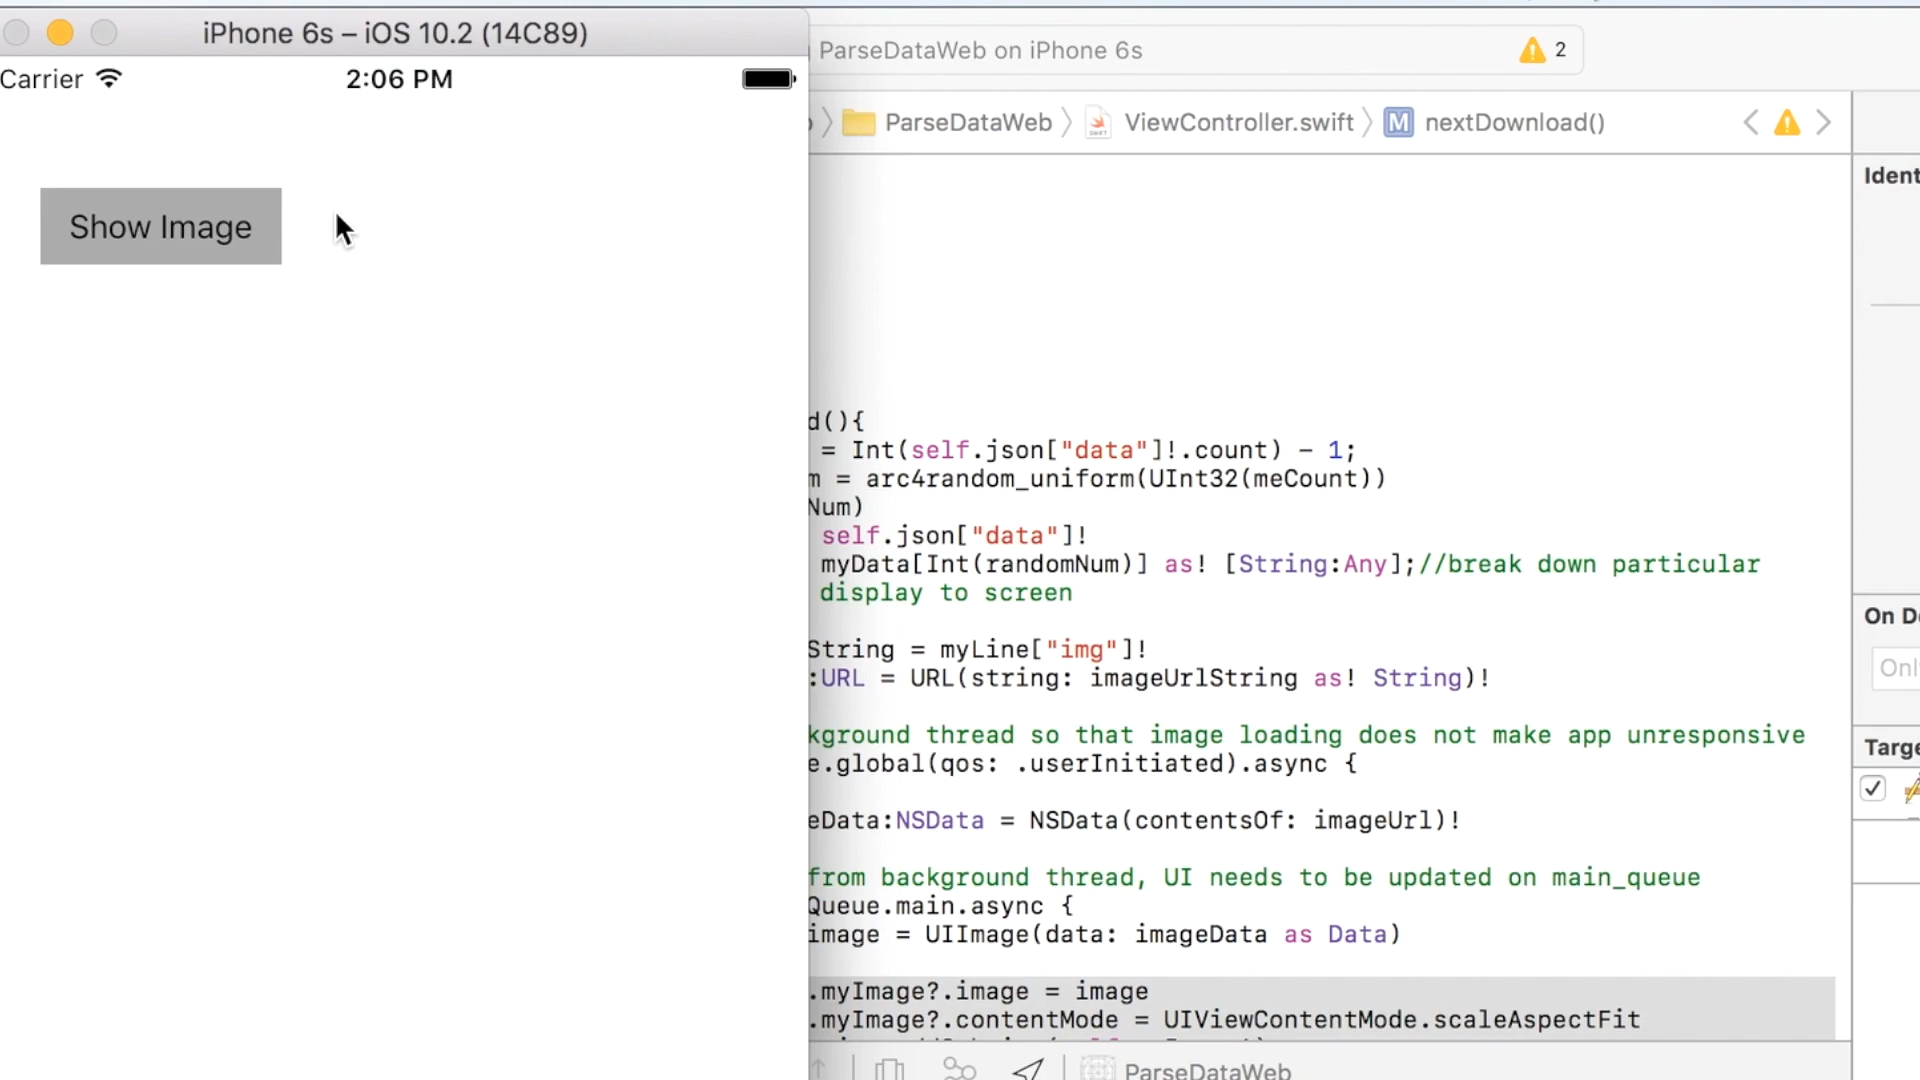 iPhone 6s – iOS 10.2 (14C89)
ParseDataWeb on iPhone 6s
2
Carrier
2:06 PM
ParseDataWeb
ViewController.swift
M
nextDownload()
Ident
Show Image
d(){
= Int(self.json["data"]!.count) - 1;
m = arc4random_uniform(UInt32(meCount))
Num)
self.json["data"]!
myData[Int(randomNum)] as! [String:Any];//break down particular
display to screen
On De
String = myLine["img"]!
:URL = URL(string: imageUrlString as! String)!
Onl
kground thread so that image loading does not make app unresponsive
Targe
e.global(qos: .userInitiated).async {
eData:NSData = NSData(contentsOf: imageUrl)!
from background thread, UI needs to be updated on main_queue
Queue.main.async {
image = UIImage(data: imageData as Data)
.myImage?.image = image
.myImage?.contentMode = UIViewContentMode.scaleAspectFit
ParseDataWeb